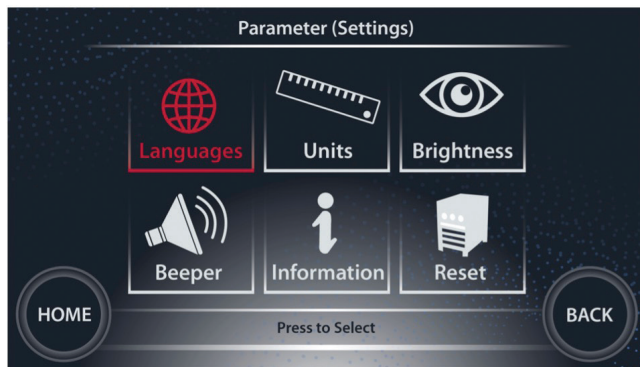 Parameter (Settings)
Languages
Units
Brightness
Beeper
Information
Reset
HOME
Press to Select
BACK